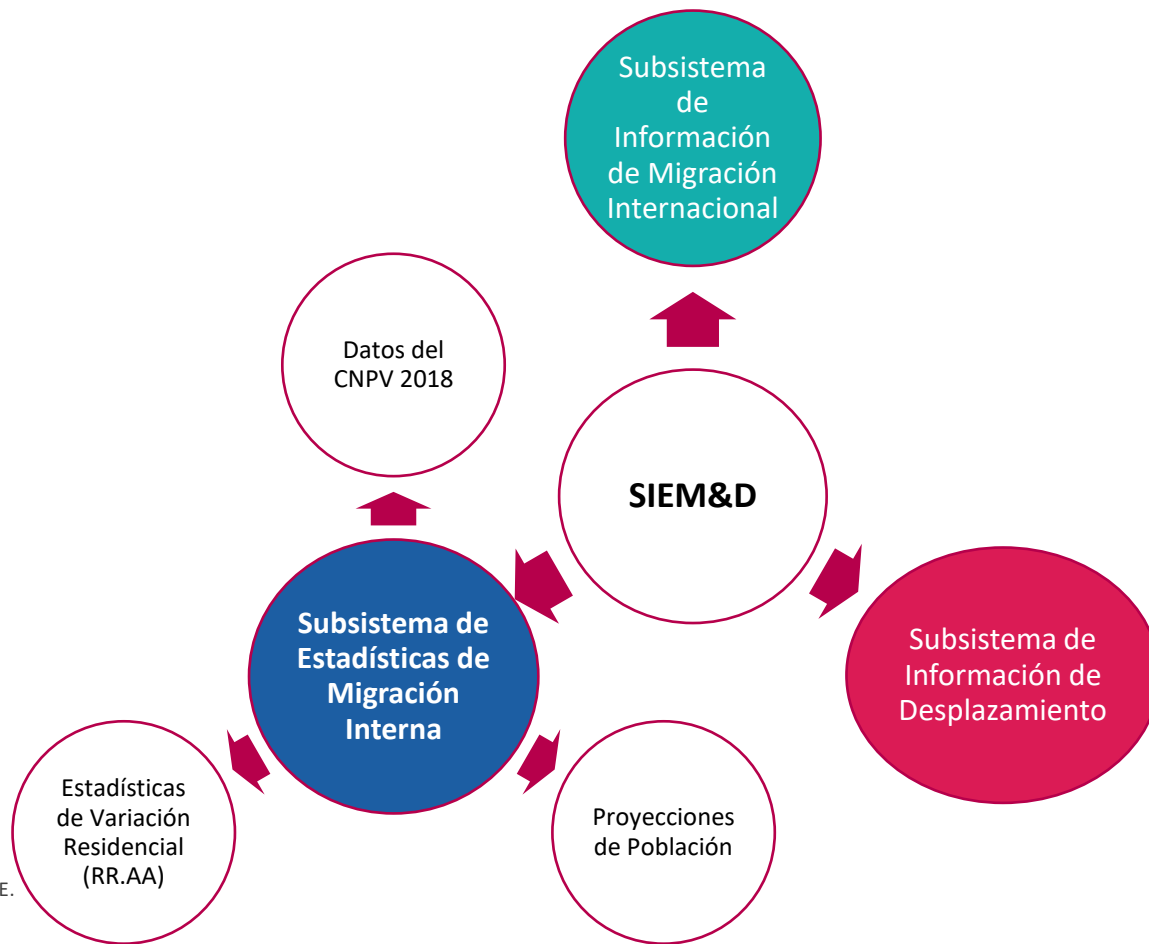 Subsistema
de
Información
de Migración
Internacional
Datos del
CNPV 2018
SIEM&D
Subsistema de
Estadísticas de
Migración
Interna
Subsistema de
Información de
Desplazamiento
Estadísticas
de Variación
Residencial
(RR.AA)
Proyecciones
de Población
E.